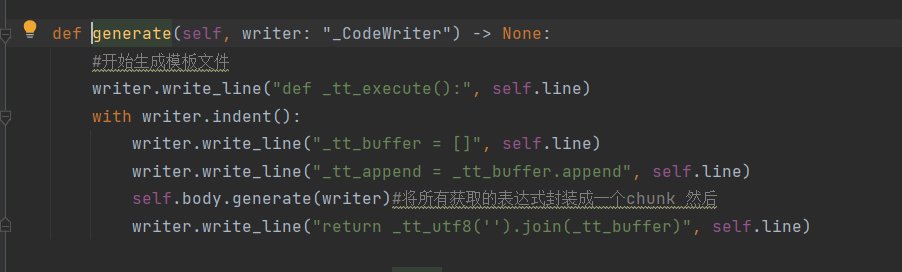 def generate(self, writer: "_CodeWriter") -> None:
#开始生成模板文件
writer.write_line("def _tt_execute():", self.line)
with writer.indent():
writer.write_line("_tt_buffer = []", self.line)
writer.write_line("_tt_append = _tt_buffer.append", self.line)
self.body.generate(writer)#将所有获取的表达式封装成一个chunk 然后
writer.write_line("return _tt_utf8('').join(_tt_buffer)", self.line)